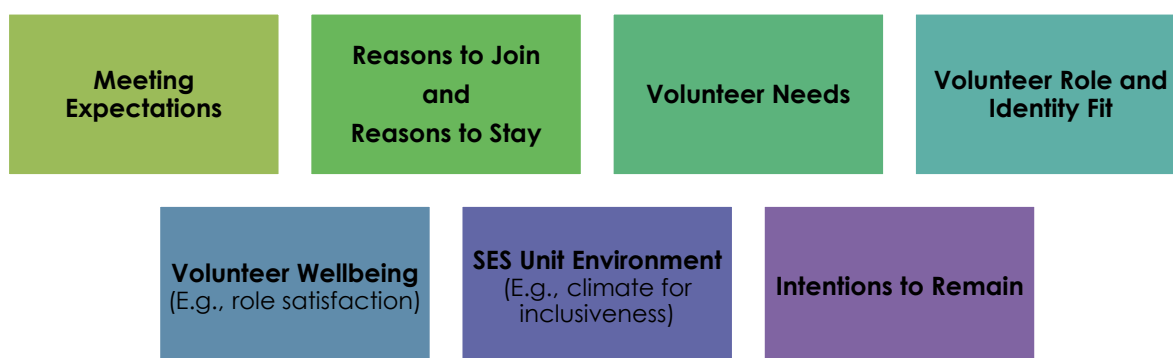 Meeting
Expectations
Reasons to Join
and
Reasons to Stay
Volunteer Needs
Volunteer Role and
Identity Fit
Volunteer Wellbeing
(E.g., role satisfaction)
SES Unit Environment
(E.g., climate for
inclusiveness)
Intentions to Remain